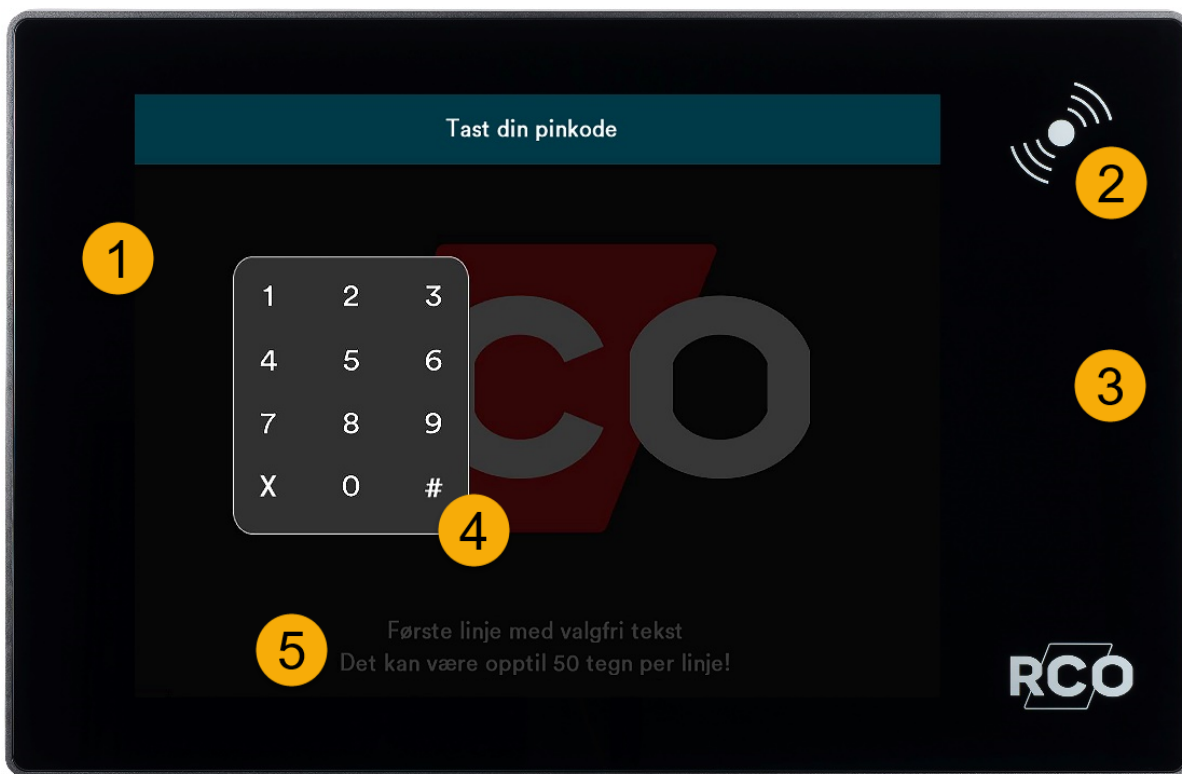 Tast din pinkode
2
1
1 2 3
4 5 6
3
7 8 9
X 0 #
4
CO
Første linje med valgfri tekst
5
Det kan være opptil 50 tegn per linje!
RCO